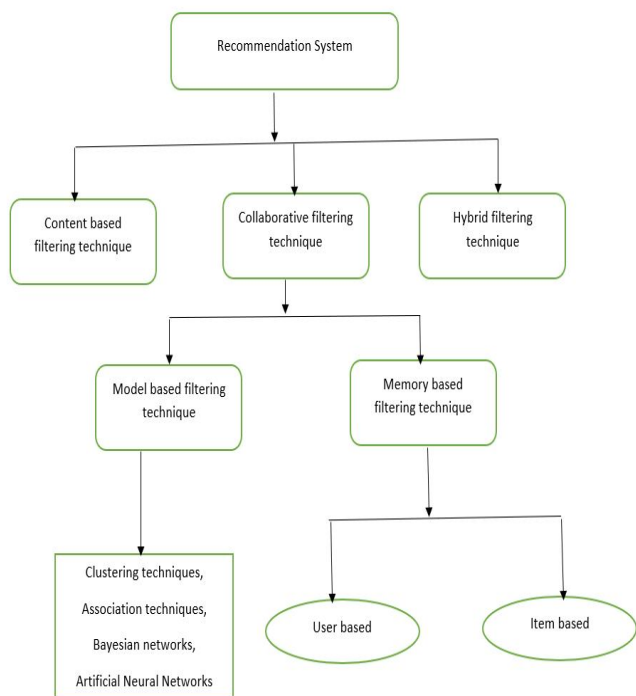 Recommendation System
Content based
filtering technique
Collaborative filtering
technique
Hybrid filtering
technique
Model based filtering
technique
Memory based
filtering technique
Clustering techniques,
Association techniques,
Bayesian networks,
Artificial Neural Networks
User based
Item based